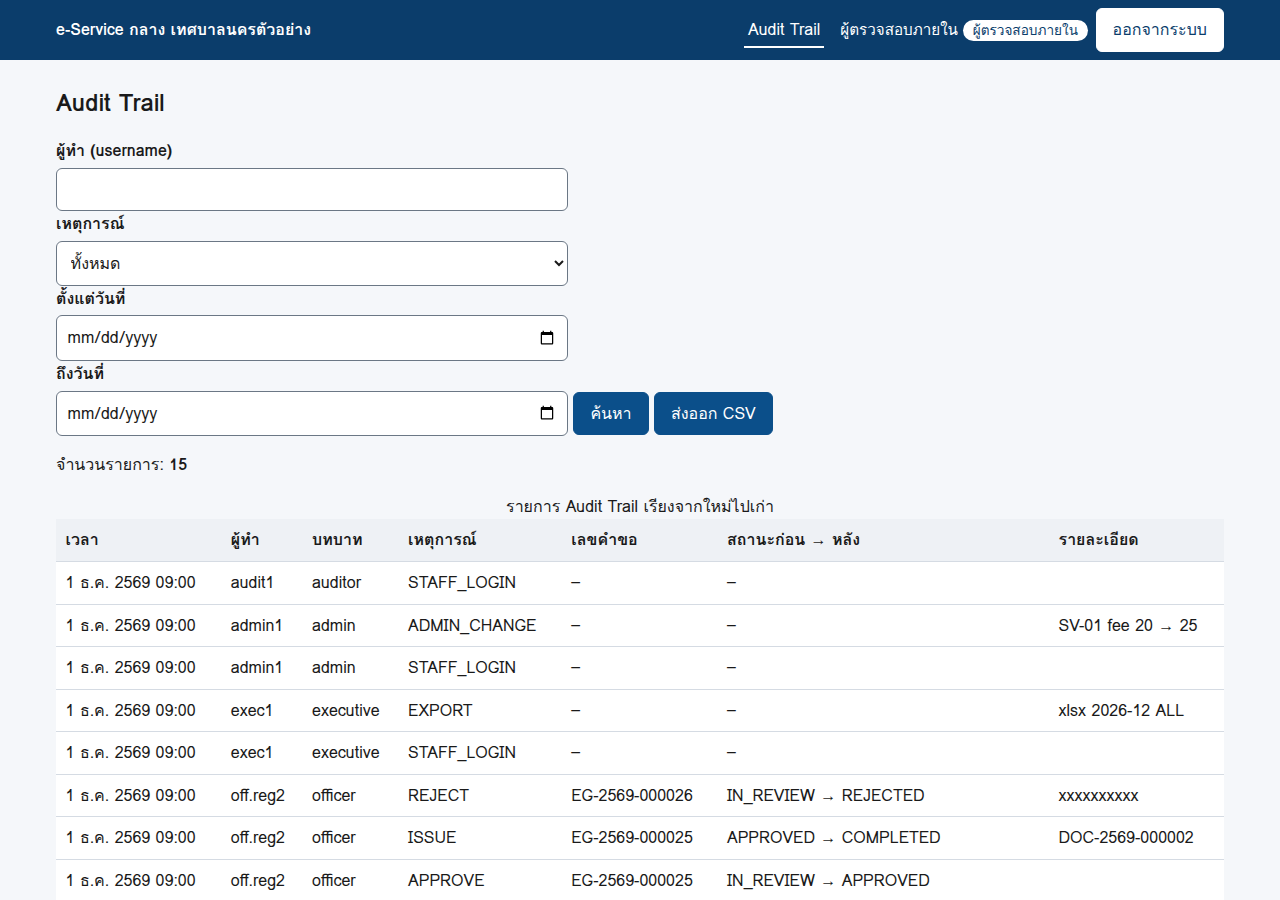 e-Service กลาง เทศบาลนครตัวอย่าง
Audit Trail ผู้ตรวจสอบภายใน ผู้ตรวจสอบภายใน ออกจากระบบ
Audit Trail
ผู้ทำ (username)
เหตุการณ์
ทั้งหมด
ตั้งแต่วันที่
mm/dd/yyyy
ถึงวันที่
mm/dd/yyyy ค้นหา ส่งออก CSV
จำนวนรายการ: 15
รายการ Audit Trail เรียงจากใหม่ไปเก่า
เวลา ผู้ทำ บทบาท เหตุการณ์ เลขคำขอ สถานะก่อน → หลัง รายละเอียด
1 ธ.ค. 2569 09:00 audit1 auditor STAFF_LOGIN – –
1 ธ.ค. 2569 09:00 admin1 admin ADMIN_CHANGE – – SV-01 fee 20 → 25
1 ธ.ค. 2569 09:00 admin1 admin STAFF_LOGIN – –
1 ธ.ค. 2569 09:00 exec1 executive EXPORT – – xlsx 2026-12 ALL
1 ธ.ค. 2569 09:00 exec1 executive STAFF_LOGIN – –
1 ธ.ค. 2569 09:00 off.reg2 officer REJECT EG-2569-000026 IN_REVIEW → REJECTED xxxxxxxxxx
1 ธ.ค. 2569 09:00 off.reg2 officer ISSUE EG-2569-000025 APPROVED → COMPLETED DOC-2569-000002
1 ธ.ค. 2569 09:00 off.reg2 officer APPROVE EG-2569-000025 IN_REVIEW → APPROVED